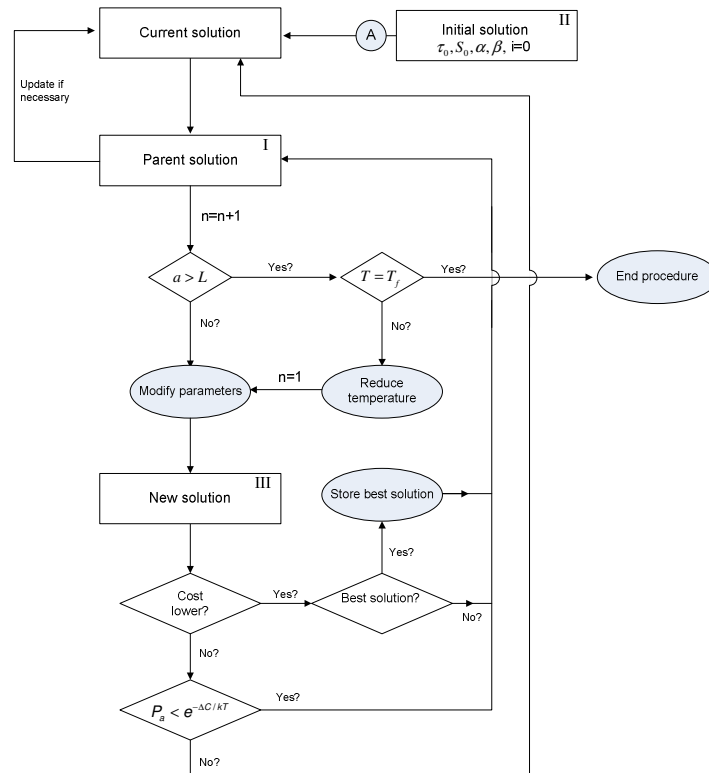 Current solution
A
Initial solution
II
τ₀, S₀, α, β, i=0
Update if
necessary
Parent solution
I
n=n+1
a > L
Yes?
T = T_f
Yes?
End procedure
No?
No?
Modify parameters
n=1
Reduce
temperature
New solution
III
Store best solution
Yes?
Cost
lower?
Yes?
Best solution?
No?
No?
Pₐ < e^{-ΔC/kT}
Yes?
No?